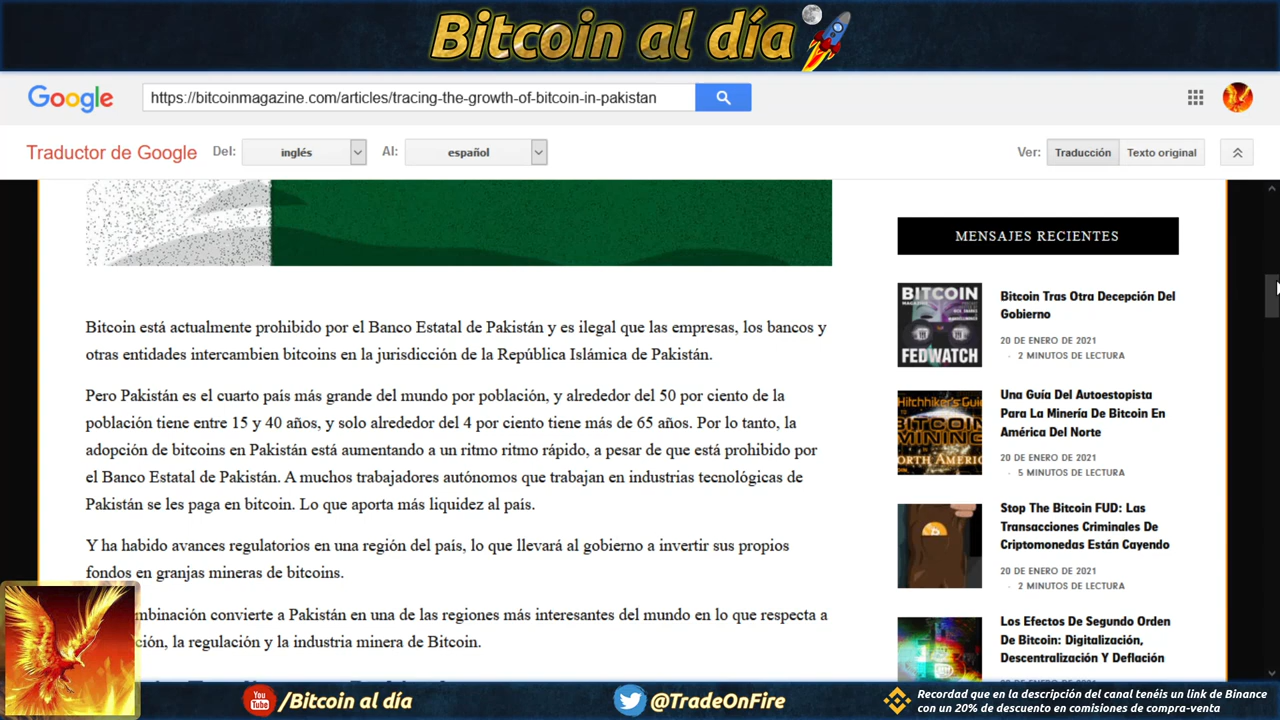 Bitcoin al día
Google
https://bitcoinmagazine.com/articles/tracing-the-growth-of-bitcoin-in-pakistan
Traductor de Google
Del:
inglés
Al:
español
Ver:
Traducción
Texto original
Bitcoin está actualmente prohibido por el Banco Estatal de Pakistán y es ilegal que las empresas, los bancos y
otras entidades intercambien bitcoins en la jurisdicción de la República Islámica de Pakistán.
Pero Pakistán es el cuarto país más grande del mundo por población, y alrededor del 50 por ciento de la
población tiene entre 15 y 40 años, y solo alrededor del 4 por ciento tiene más de 65 años. Por lo tanto, la
adopción de bitcoins en Pakistán está aumentando a un ritmo ritmo rápido, a pesar de que está prohibido por
el Banco Estatal de Pakistán. A muchos trabajadores autónomos que trabajan en industrias tecnológicas de
Pakistán se les paga en bitcoin. Lo que aporta más liquidez al país.
Y ha habido avances regulatorios en una región del país, lo que llevará al gobierno a invertir sus propios
fondos en granjas mineras de bitcoins.
mbinación convierte a Pakistán en una de las regiones más interesantes del mundo en lo que respecta a
ción, la regulación y la industria minera de Bitcoin.
MENSAJES RECIENTES
BITCOIN
MAGAZINE
FEDWATCH
Bitcoin Tras Otra Decepción Del
Gobierno
20 DE ENERO DE 2021
- 2 MINUTOS DE LECTURA
Hitchhiker's Guid
BITCOIN
MINING
NORTH AMERIC
Una Guía Del Autoestopista
Para La Minería De Bitcoin En
América Del Norte
20 DE ENERO DE 2021
- 5 MINUTOS DE LECTURA
Stop The Bitcoin FUD: Las
Transacciones Criminales De
Criptomonedas Están Cayendo
20 DE ENERO DE 2021
- 2 MINUTOS DE LECTURA
Los Efectos De Segundo Orden
De Bitcoin: Digitalización,
Descentralización Y Deflación
You
Tube
/Bitcoin al día
@TradeOnFire
Recordad que en la descripción del canal tenéis un link de Binance
con un 20% de descuento en comisiones de compra-venta